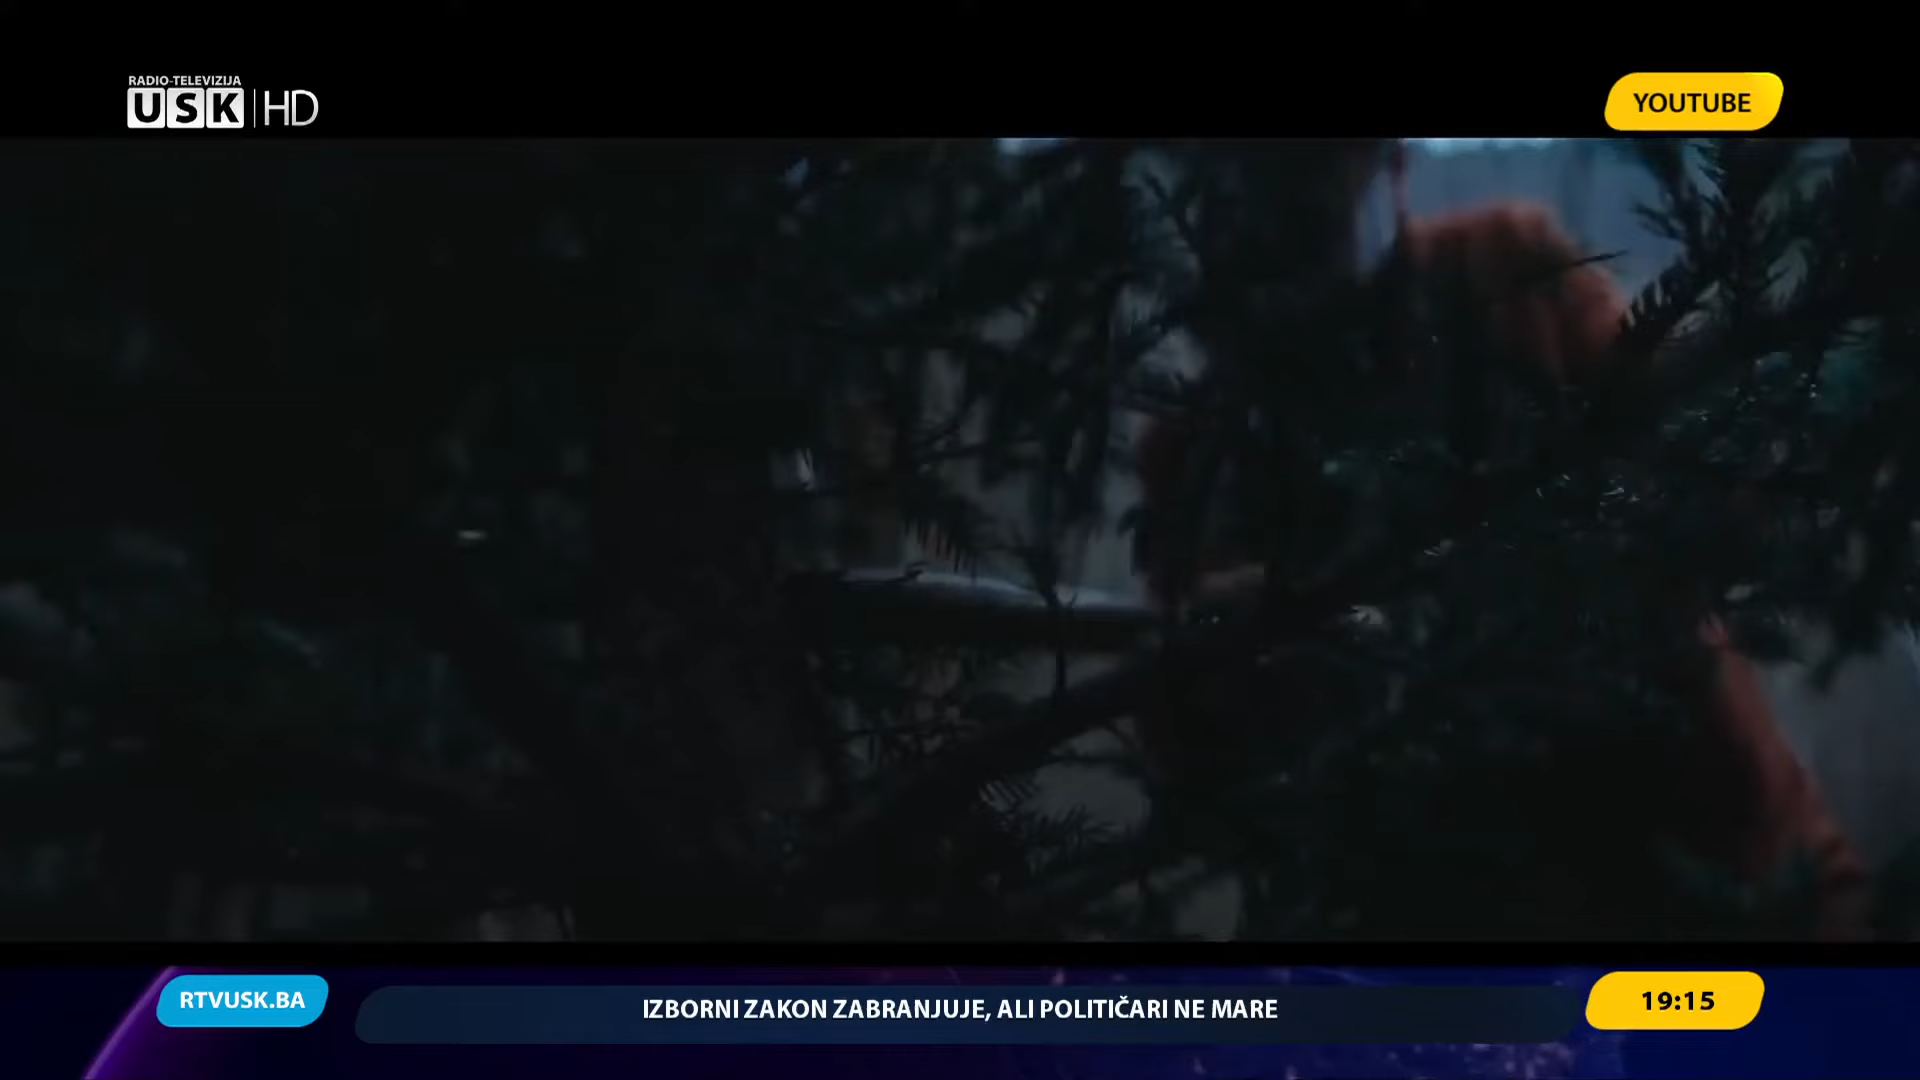 RADIO-TELEVIZIJA
USK HD
YOUTUBE
RTVUSK.BA
IZBORNI ZAKON ZABRANJUJE, ALI POLITIČARI NE MARE
19:15